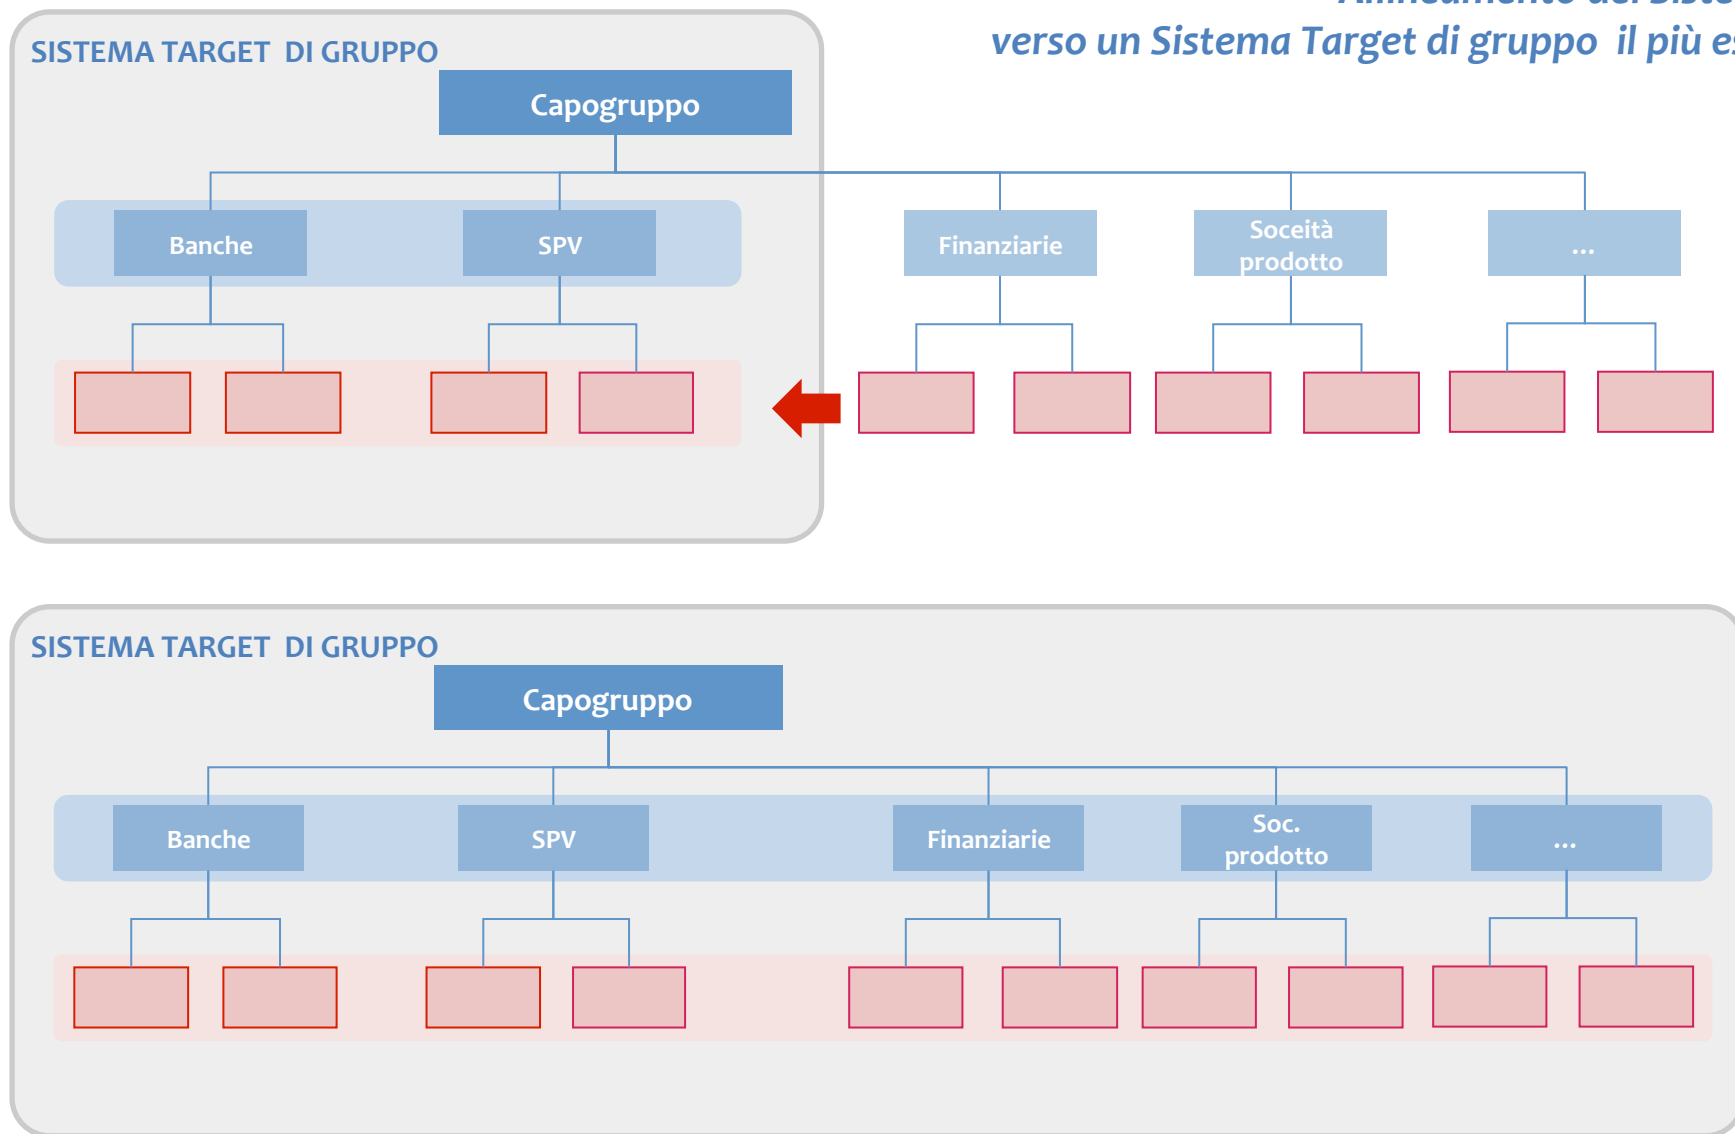 verso un Sistema Target di gruppo il più
SISTEMA TARGET DI GRUPPO
Capogruppo
Banche
SPV
Finanziarie
Soceità
prodotto
...
SISTEMA TARGET DI GRUPPO
Capogruppo
Banche
SPV
Finanziarie
Soc.
prodotto
...